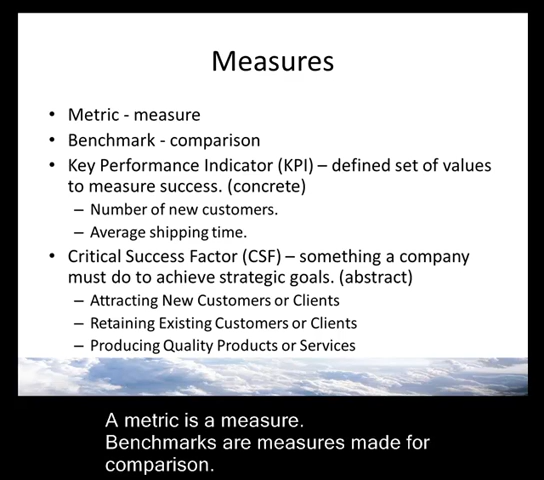 Measures
• Metric - measure
• Benchmark - comparison
• Key Performance Indicator (KPI) – defined set of values
to measure success. (concrete)
– Number of new customers.
– Average shipping time.
• Critical Success Factor (CSF) – something a company
must do to achieve strategic goals. (abstract)
– Attracting New Customers or Clients
– Retaining Existing Customers or Clients
– Producing Quality Products or Services
A metric is a measure.
Benchmarks are measures made for
comparison.